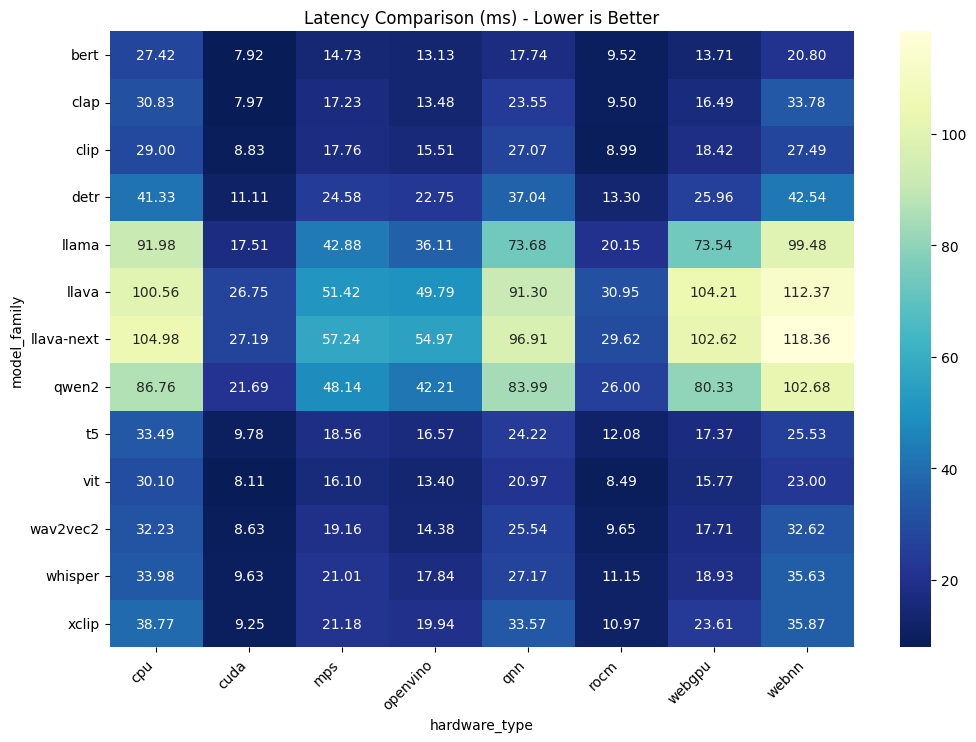 Latency Comparison (ms) - Lower is Better
model_family
bert 27.42 7.92 14.73 13.13 17.74 9.52 13.71 20.80
clap 30.83 7.97 17.23 13.48 23.55 9.50 16.49 33.78
clip 29.00 8.83 17.76 15.51 27.07 8.99 18.42 27.49
detr 41.33 11.11 24.58 22.75 37.04 13.30 25.96 42.54
llama 91.98 17.51 42.88 36.11 73.68 20.15 73.54 99.48
llava 100.56 26.75 51.42 49.79 91.30 30.95 104.21 112.37
llava-next 104.98 27.19 57.24 54.97 96.91 29.62 102.62 118.36
qwen2 86.76 21.69 48.14 42.21 83.99 26.00 80.33 102.68
t5 33.49 9.78 18.56 16.57 24.22 12.08 17.37 25.53
vit 30.10 8.11 16.10 13.40 20.97 8.49 15.77 23.00
wav2vec2 32.23 8.63 19.16 14.38 25.54 9.65 17.71 32.62
whisper 33.98 9.63 21.01 17.84 27.17 11.15 18.93 35.63
xclip 38.77 9.25 21.18 19.94 33.57 10.97 23.61 35.87
cpu cuda mps openvino qnn rocm webgpu webnn
hardware_type
100
80
60
40
20